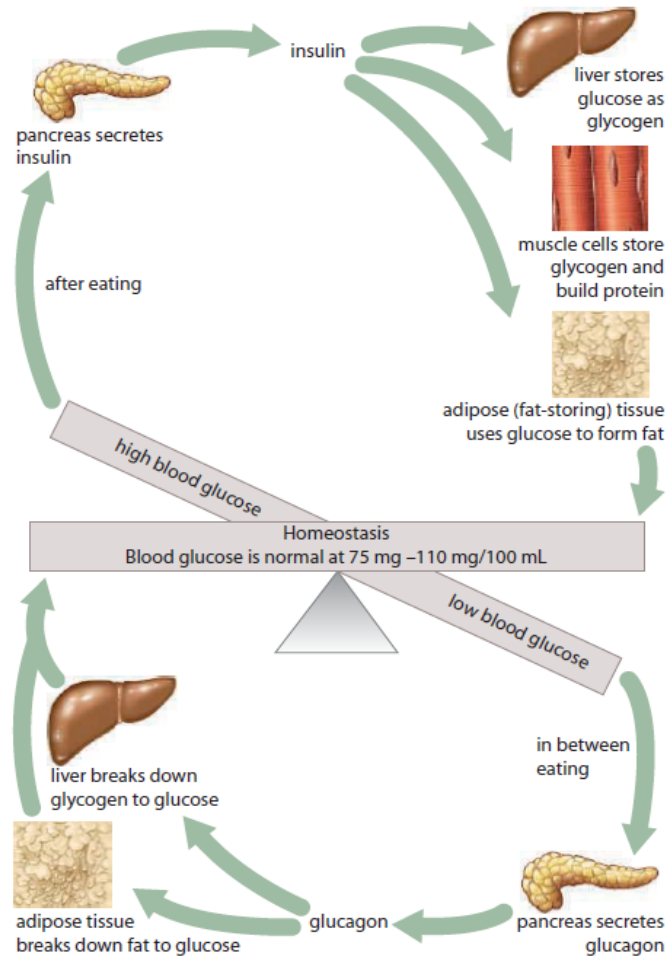 insulin
pancreas secretes
insulin
liver stores
glucose as
glycogen
muscle cells store
glycogen and
build protein
after eating
adipose (fat-storing) tissue
uses glucose to form fat
high blood glucose
Homeostasis
Blood glucose is normal at 75 mg –110 mg/100 mL
low blood glucose
in between
eating
liver breaks down
glycogen to glucose
adipose tissue
breaks down fat to glucose
glucagon
pancreas secretes
glucagon